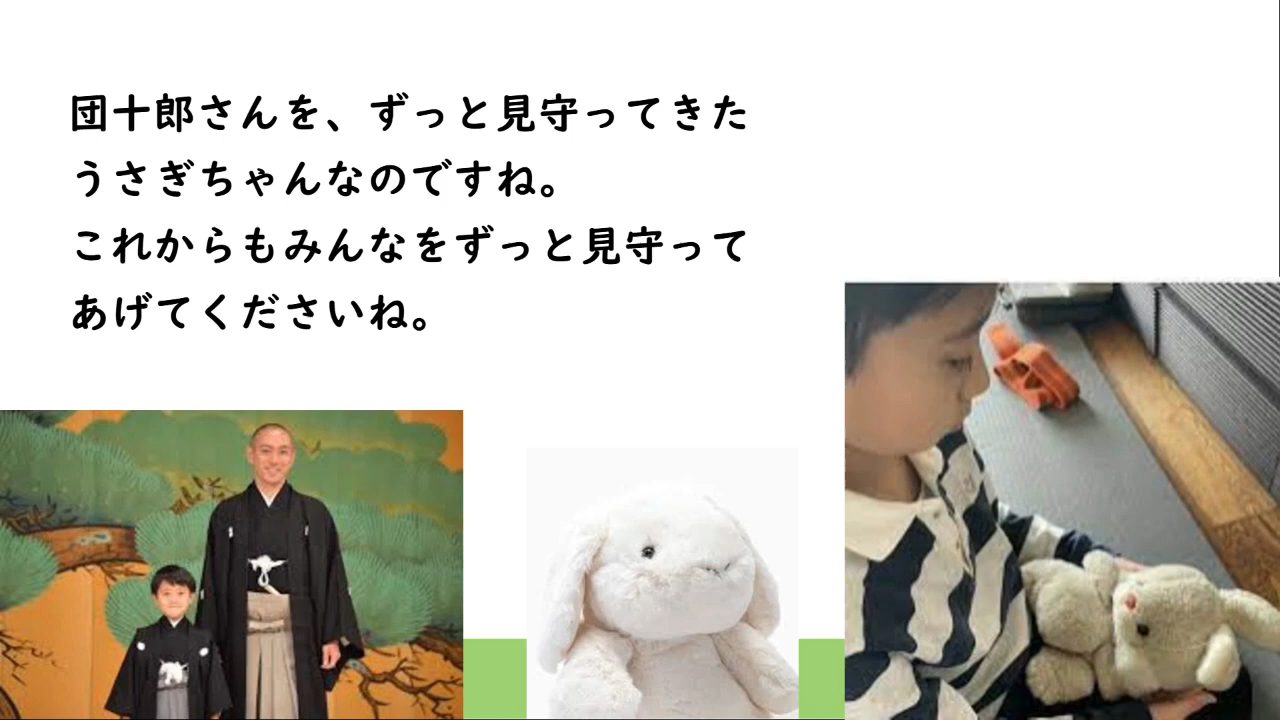 団十郎さんを、ずっと見守ってきた
うさぎちゃんなのですね。
これからもみんなをずっと見守って
あげてくださいね。